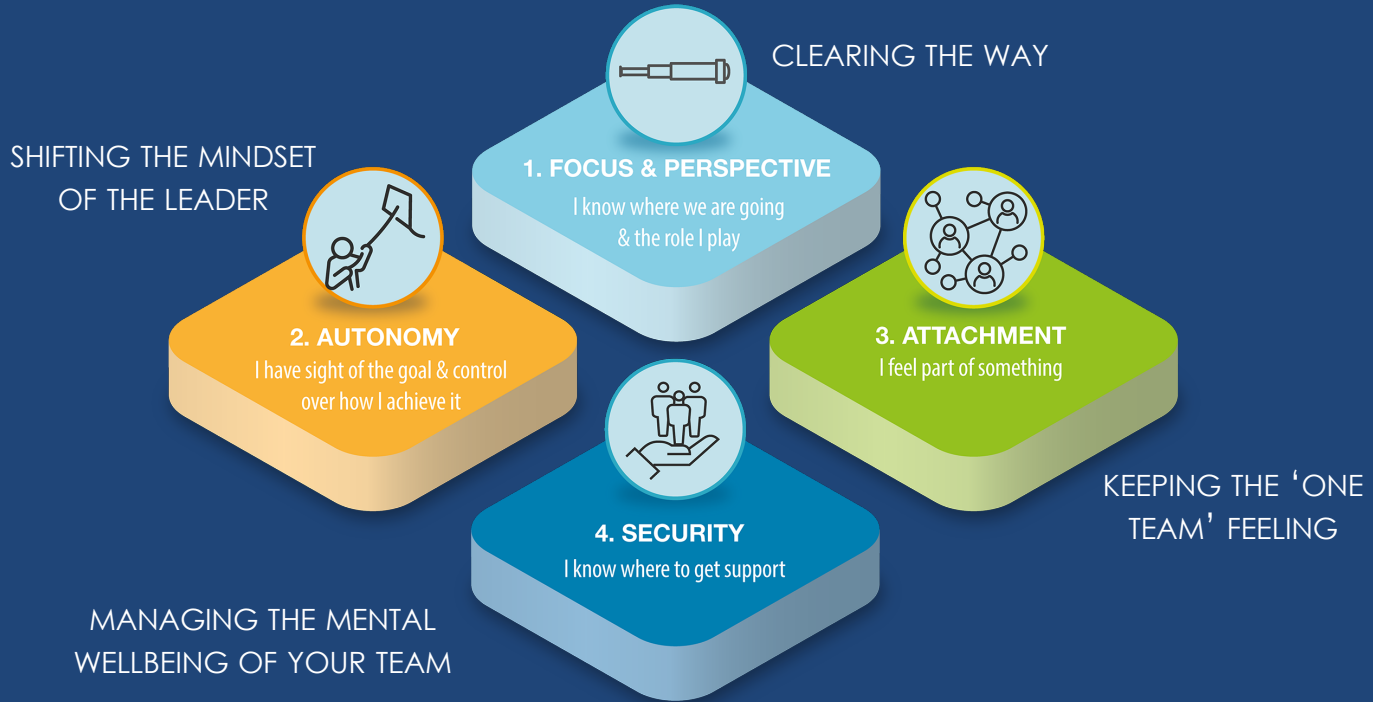 CLEARING THE WAY
1. FOCUS & PERSPECTIVE
I know where we are going
& the role I play
SHIFTING THE MINDSET
OF THE LEADER
2. AUTONOMY
I have sight of the goal & control
over how I achieve it
3. ATTACHMENT
I feel part of something
KEEPING THE ‘ONE
TEAM’ FEELING
4. SECURITY
I know where to get support
MANAGING THE MENTAL
WELLBEING OF YOUR TEAM